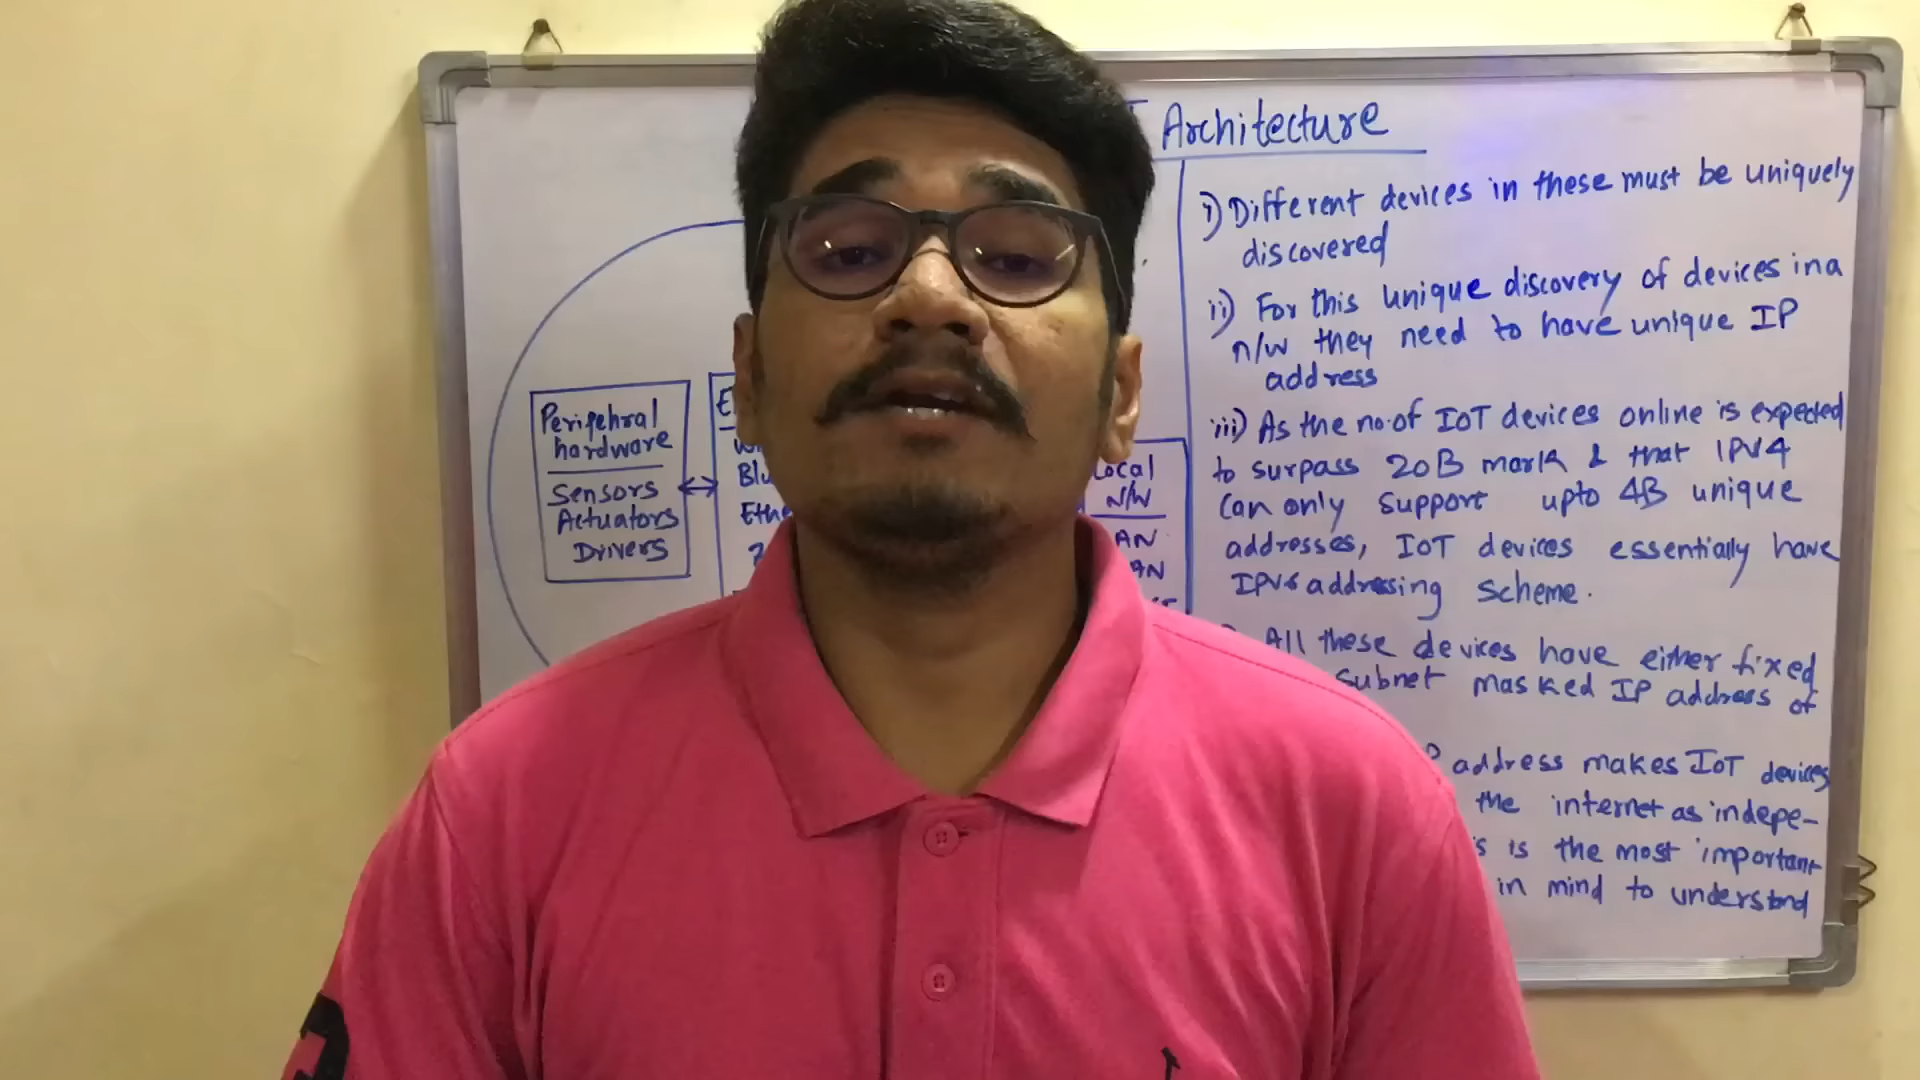 Architecture
Peripehral
hardware
Sensors
Actuators
Drivers
Local
N/W
i) Different devices in these must be uniquely
discovered
ii) For this unique discovery of devices in a
n/w they need to have unique IP
address
iii) As the no. of IoT devices online is expected
to surpass 20B mark & that IPV4
can only support upto 4B unique
addresses, IoT devices essentially have
IPV6 addressing scheme.
All these devices have either fixed
subnet masked IP address of
address makes IoT devices
the internet as indepe-
is the most important
in mind to understand